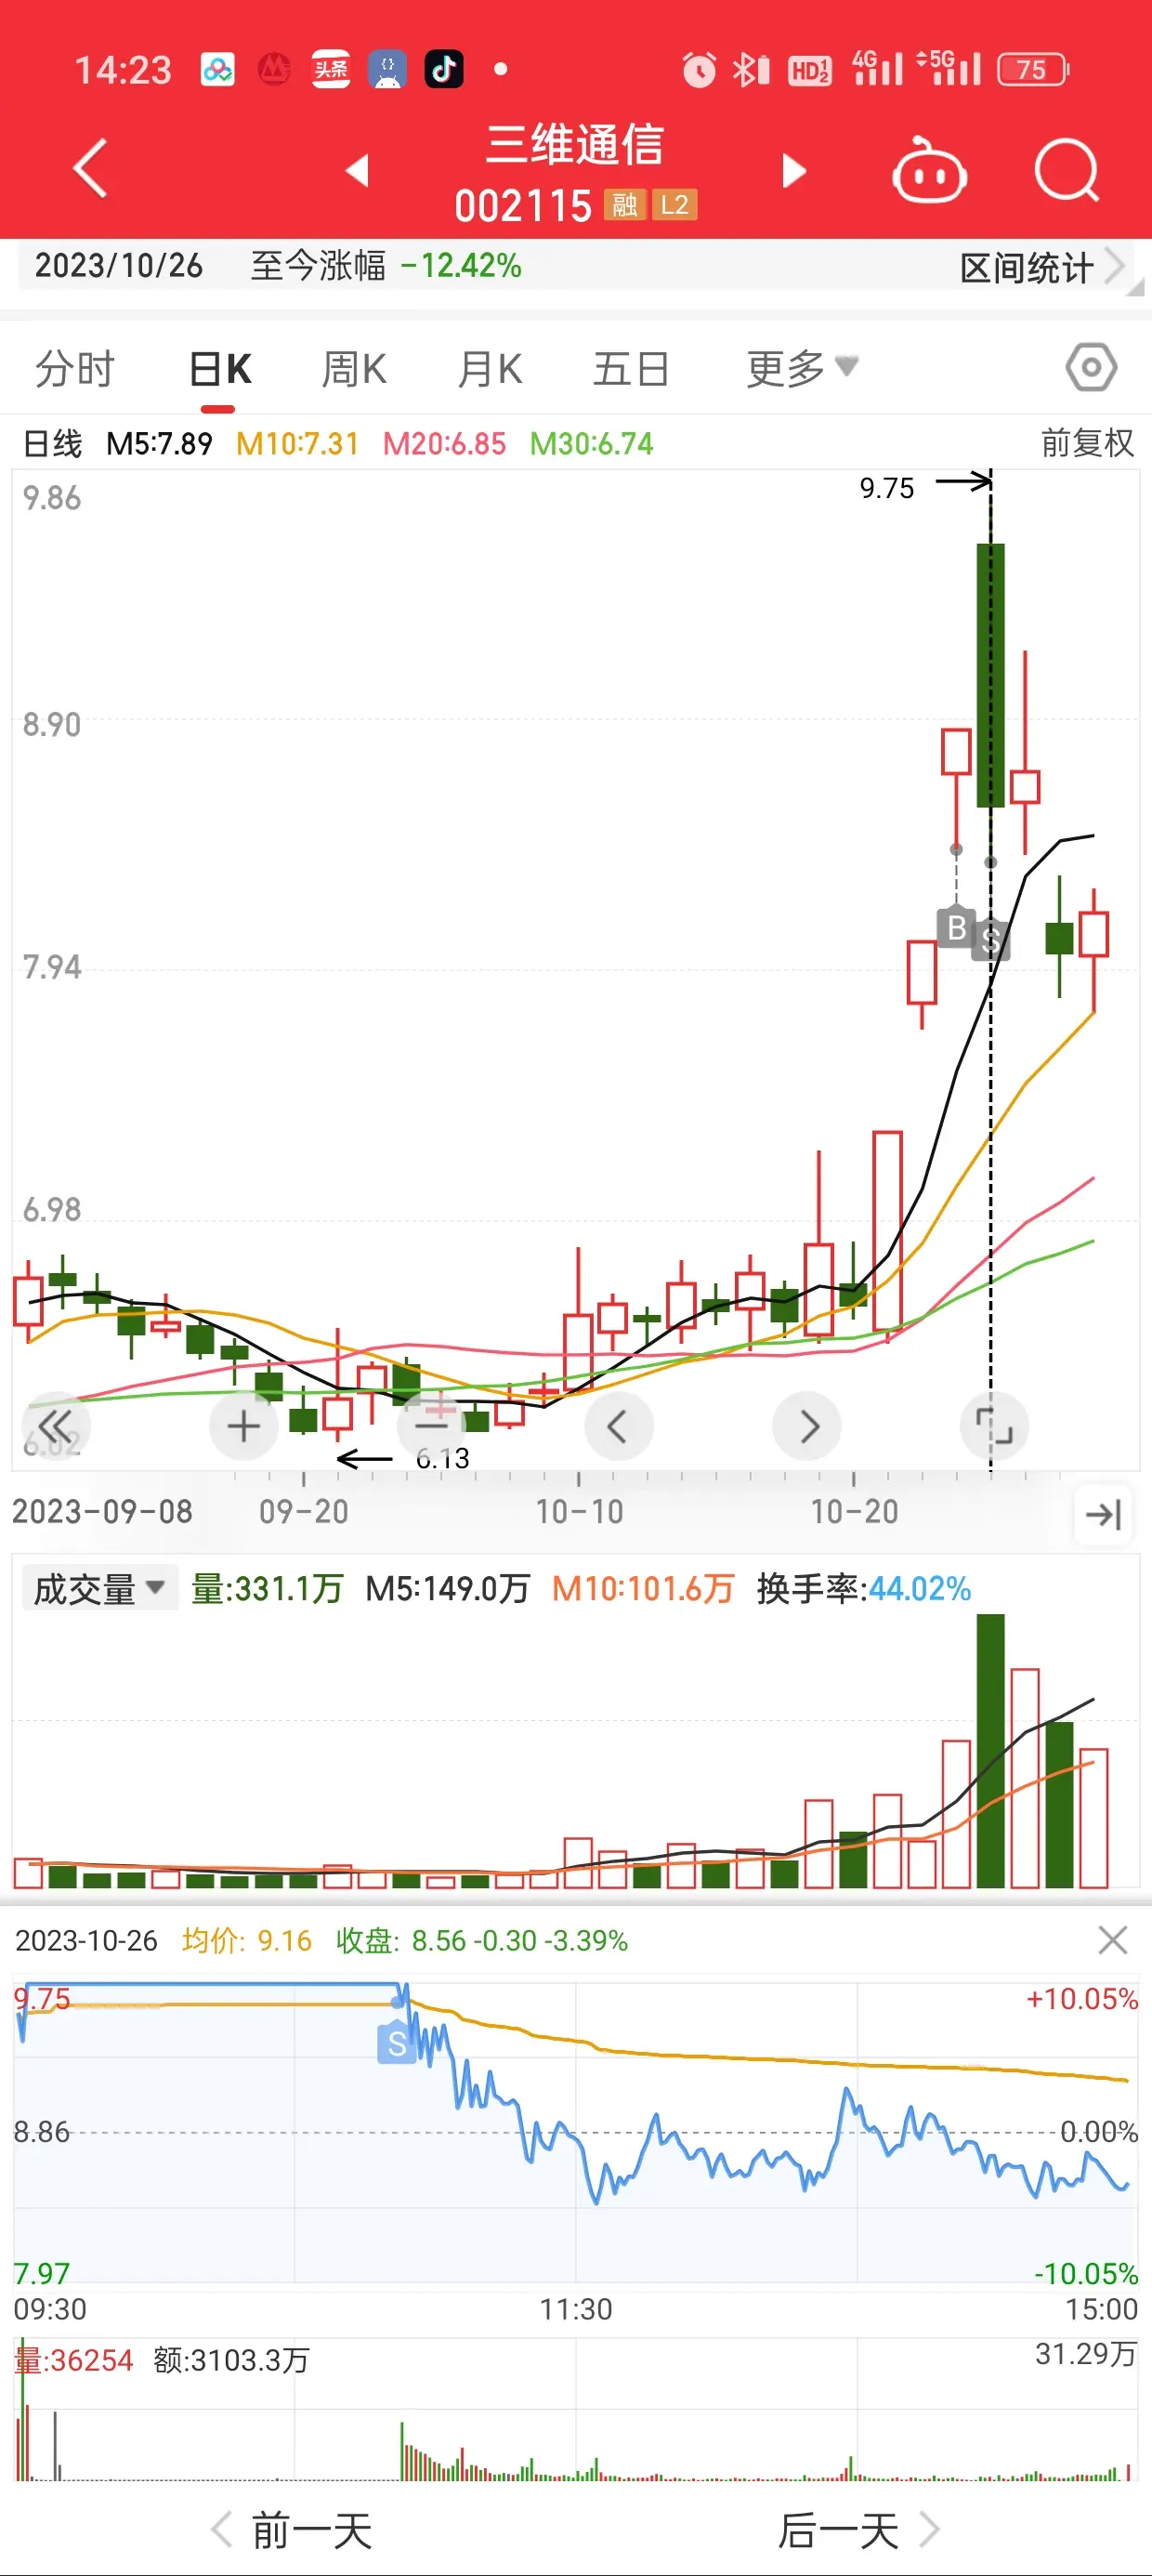 14:23 头条 HD1 2 4G 5G 75
三维通信
002115 融 L2
2023/10/26 至今涨幅 -12.42% 区间统计
分时 日K 周K 月K 五日 更多
日线 M5:7.89 M10:7.31 M20:6.85 M30:6.74 前复权
9.86
9.75
8.90
B S
7.94
6.98
6.02
6.13
2023-09-08 09-20 10-10 10-20
成交量 量:331.1万 M5:149.0万 M10:101.6万 换手率:44.02%
2023-10-26 均价: 9.16 收盘: 8.56 -0.30 -3.39%
9.75 +10.05%
S
8.86 0.00%
7.97 -10.05%
09:30 11:30 15:00
量:36254 额:3103.3万 31.29万
前一天 后一天